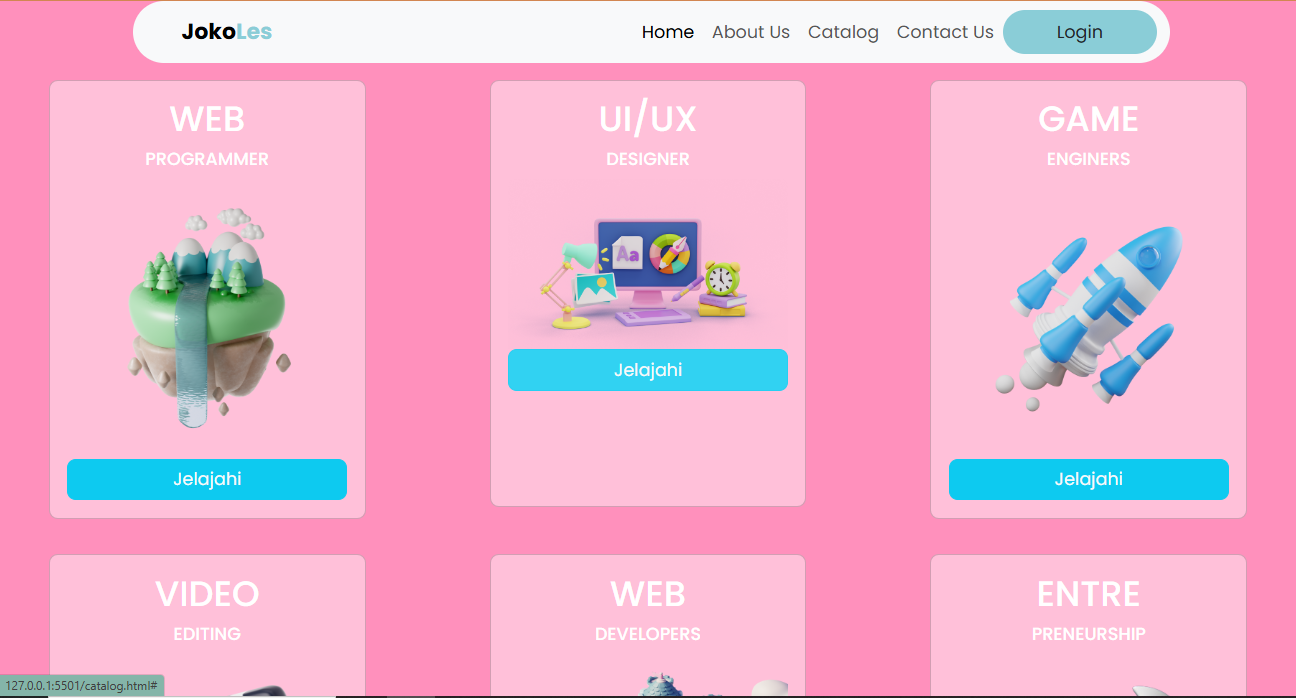 JokoLes
Home About Us Catalog Contact Us Login
WEB
PROGRAMMER
Jelajahi
UI/UX
DESIGNER
Aa
Jelajahi
GAME
ENGINERS
Jelajahi
VIDEO
EDITING
WEB
DEVELOPERS
ENTRE
PRENEURSHIP
127.0.0.1:5501/catalog.html#